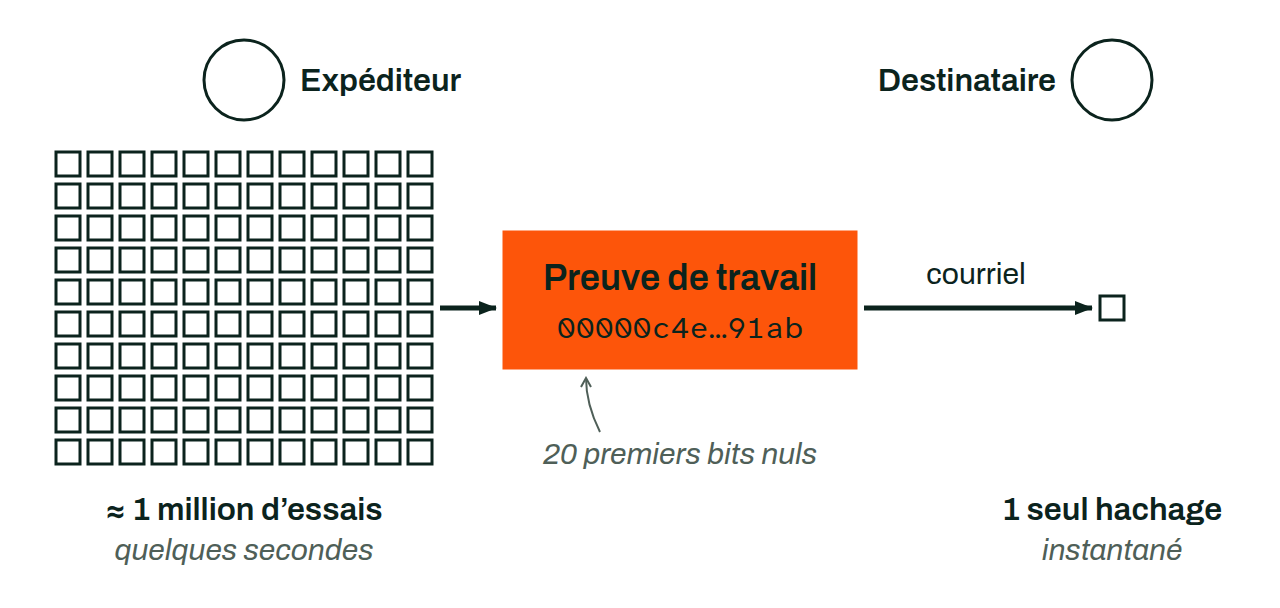 Expéditeur
Destinataire
Preuve de travail
00000c4e…91ab
courriel
20 premiers bits nuls
≈ 1 million d’essais
quelques secondes
1 seul hachage
instantané